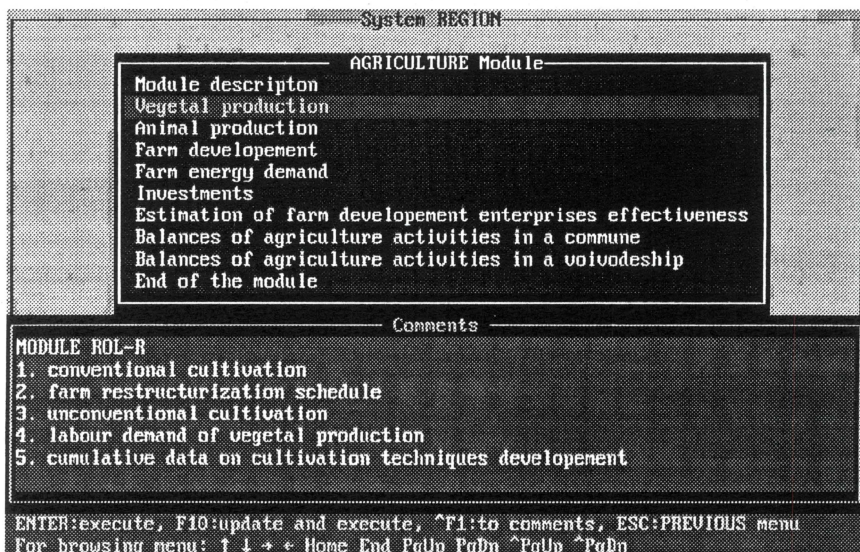 System REGION
AGRICULTURE Module
Module descripton
Vegetal production
Animal production
Farm developement
Farm energy demand
Investments
Estimation of farm developement enterprises effectiveness
Balances of agriculture activities in a commune
Balances of agriculture activities in a voivodeship
End of the module
Comments
MODULE ROL-R
1. conventional cultivation
2. farm restructurization schedule
3. unconventional cultivation
4. labour demand of vegetal production
5. cumulative data on cultivation techniques developement
ENTER:execute, F10:update and execute, ^F1:to comments, ESC:PREVIOUS menu
For browsing menu: ↑ ↓ → ← Home End PgUp PgDn ^PgUp ^PgDn